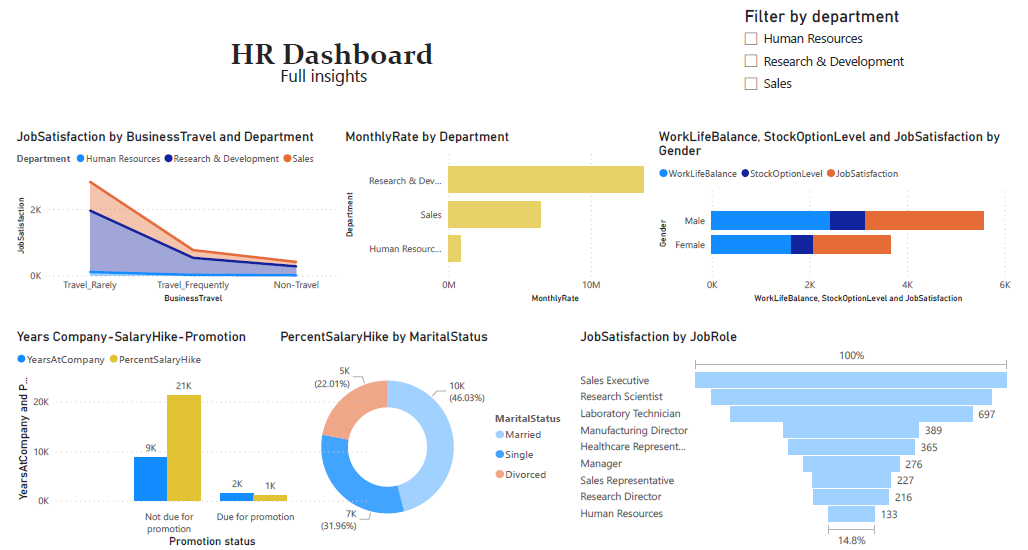 Filter by department
HR Dashboard
Full insights
Human Resources
Research & Development
Sales
JobSatisfaction by BusinessTravel and Department
Department Human Resources Research & Development Sales
JobSatisfaction
2K
0K
Travel_Rarely Travel_Frequently Non-Travel
BusinessTravel
MonthlyRate by Department
Department
Research & Dev...
Sales
Human Resourc...
0M 10M
MonthlyRate
WorkLifeBalance, StockOptionLevel and JobSatisfaction by
Gender
WorkLifeBalance StockOptionLevel JobSatisfaction
Gender
Male
Female
0K 2K 4K 6K
WorkLifeBalance, StockOptionLevel and JobSatisfaction
Years Company-SalaryHike-Promotion
YearsAtCompany PercentSalaryHike
YearsAtCompany and P...
20K
10K
0K
9K 21K
2K 1K
Not due for
promotion
Due for promotion
Promotion status
PercentSalaryHike by MaritalStatus
5K
(22.01%)
10K
(46.03%)
7K
(31.96%)
MaritalStatus
Married
Single
Divorced
JobSatisfaction by JobRole
100%
Sales Executive
Research Scientist
Laboratory Technician 697
Manufacturing Director 389
Healthcare Represent... 365
Manager 276
Sales Representative 227
Research Director 216
Human Resources 133
14.8%